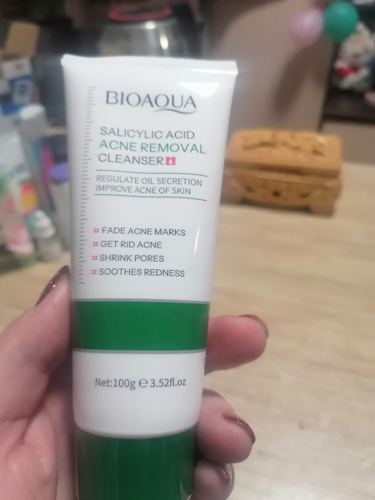 BIOAQUA
SALICYLIC ACID
ACNE REMOVAL
CLEANSER
REGULATE OIL SECRETION
IMPROVE ACNE OF SKIN
FADE ACNE MARKS
GET RID ACNE
SHRINK PORES
SOOTHES REDNESS
Net:100g ℮ 3.52fl.oz